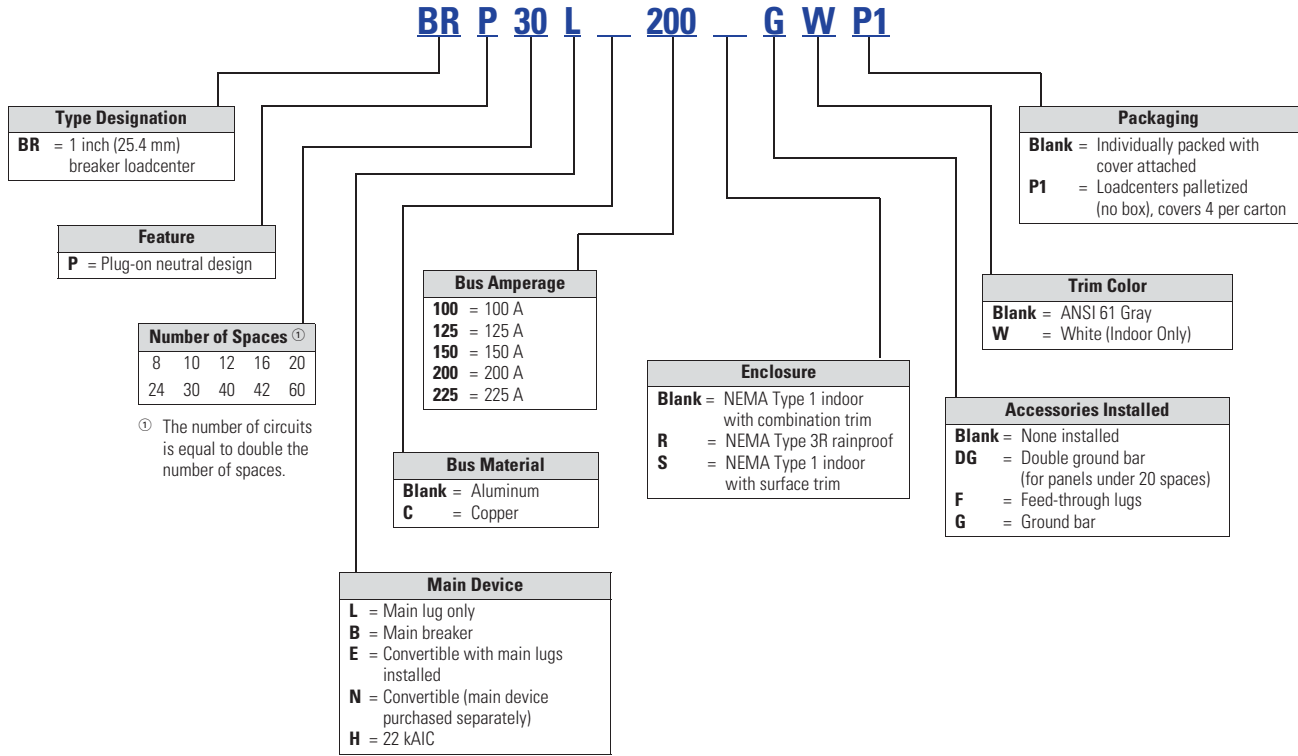 BR P 30 L __ 200 __ G W P1
Type Designation
BR = 1 inch (25.4 mm)
breaker loadcenter
Feature
P = Plug-on neutral design
Number of Spaces ①
8 10 12 16 20
24 30 40 42 60
① The number of circuits
is equal to double the
number of spaces.
Main Device
L = Main lug only
B = Main breaker
E = Convertible with main lugs
installed
N = Convertible (main device
purchased separately)
H = 22 kAIC
Bus Material
Blank = Aluminum
C = Copper
Bus Amperage
100 = 100 A
125 = 125 A
150 = 150 A
200 = 200 A
225 = 225 A
Enclosure
Blank = NEMA Type 1 indoor
with combination trim
R = NEMA Type 3R rainproof
S = NEMA Type 1 indoor
with surface trim
Accessories Installed
Blank = None installed
DG = Double ground bar
(for panels under 20 spaces)
F = Feed-through lugs
G = Ground bar
Trim Color
Blank = ANSI 61 Gray
W = White (Indoor Only)
Packaging
Blank = Individually packed with
cover attached
P1 = Loadcenters palletized
(no box), covers 4 per carton